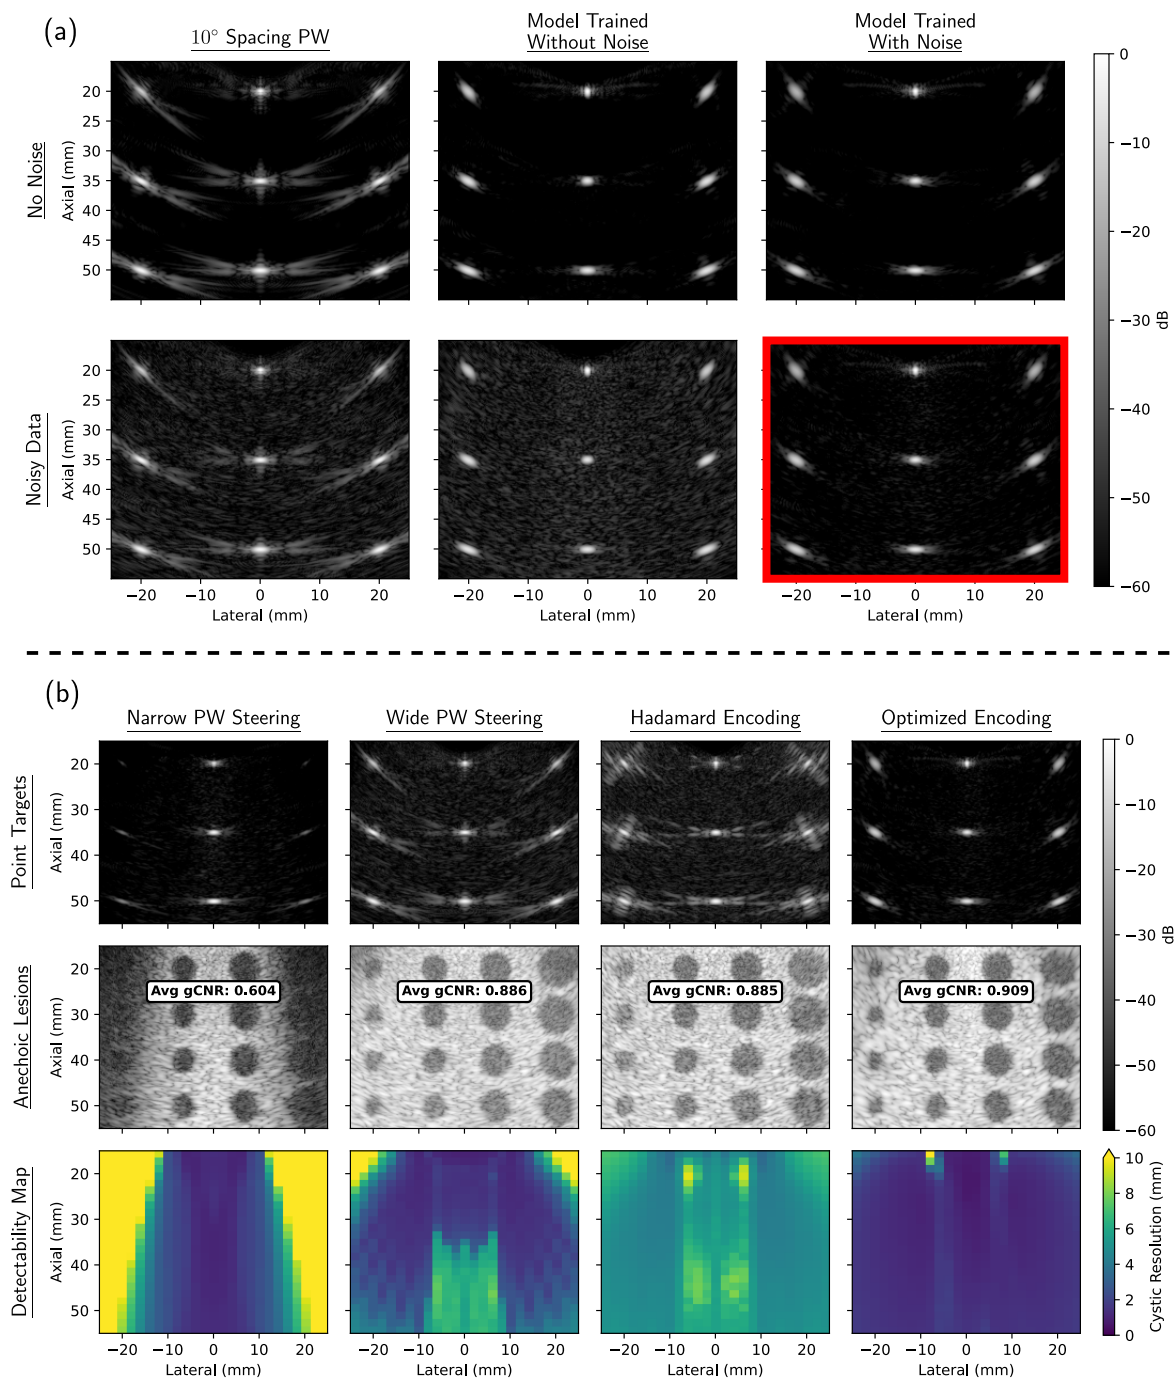 (a)
10° Spacing PW
Model Trained
Without Noise
Model Trained
With Noise
No Noise
Axial (mm)
20
25
30
35
40
45
50
0
−10
−20
−30
−40
−50
−60
dB
Noisy Data
Axial (mm)
20
25
30
35
40
45
50
−20 −10 0 10 20
−20 −10 0 10 20
−20 −10 0 10 20
Lateral (mm)
Lateral (mm)
Lateral (mm)
(b)
Narrow PW Steering
Wide PW Steering
Hadamard Encoding
Optimized Encoding
Point Targets
Axial (mm)
20
30
40
50
0
−10
−20
−30
−40
−50
−60
dB
Anechoic Lesions
Axial (mm)
20
30
40
50
Avg gCNR: 0.604
Avg gCNR: 0.886
Avg gCNR: 0.885
Avg gCNR: 0.909
Detectability Map
Axial (mm)
20
30
40
50
10
8
6
4
2
0
Cystic Resolution (mm)
−20 −10 0 10 20
−20 −10 0 10 20
−20 −10 0 10 20
−20 −10 0 10 20
Lateral (mm)
Lateral (mm)
Lateral (mm)
Lateral (mm)